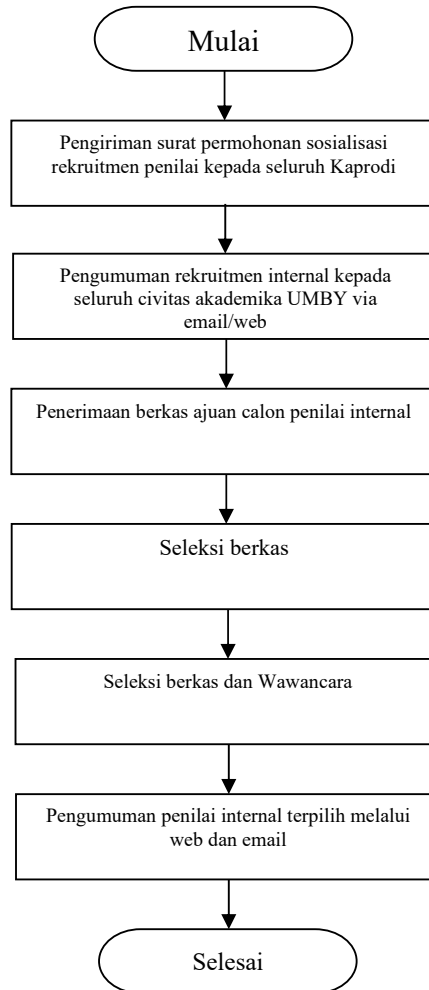 Mulai
Pengiriman surat permohonan sosialisasi
rekruitmen penilai kepada seluruh Kaprodi
Pengumuman rekruitmen internal kepada
seluruh civitas akademika UMBY via
email/web
Penerimaan berkas ajuan calon penilai internal
Seleksi berkas
Seleksi berkas dan Wawancara
Pengumuman penilai internal terpilih melalui
web dan email
Selesai